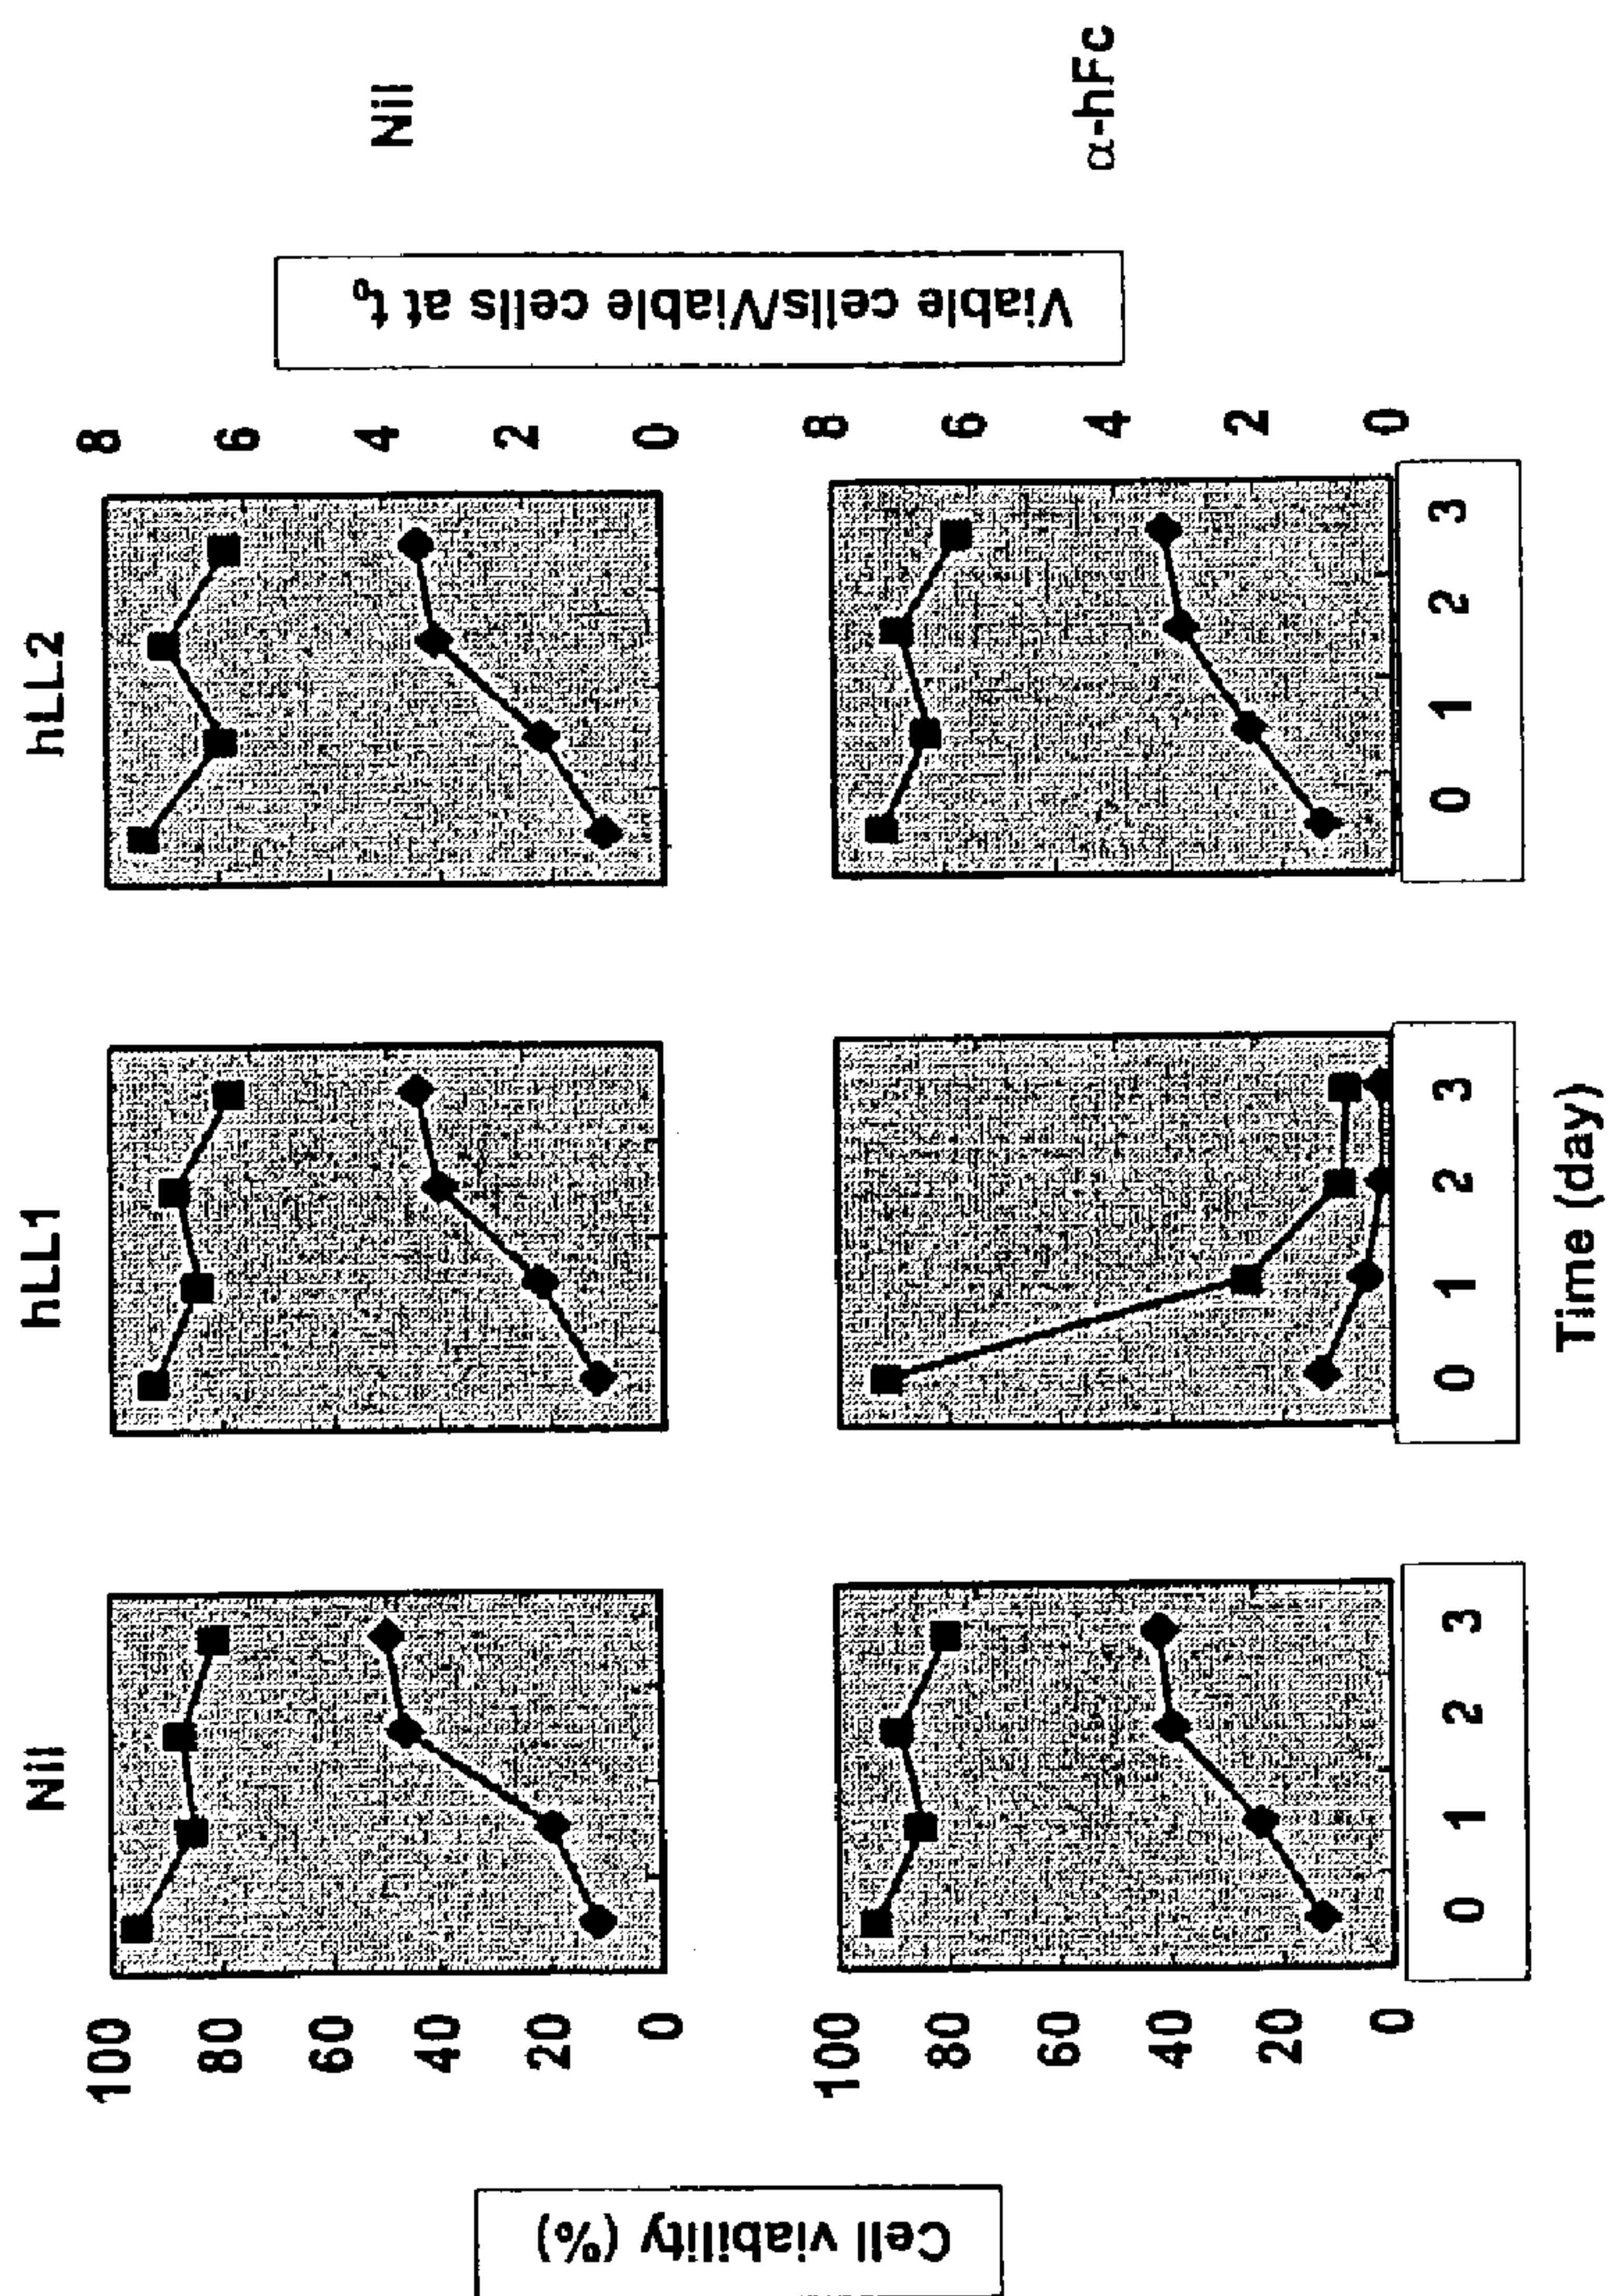 Nil hLL1 hLL2
Cell viability (%)
100
80
60
40
20
0
8
6
4
2
0
Viable cells/Viable cells at t₀
Nil
100
80
60
40
20
0
8
6
4
2
0
α-hFc
0 1 2 3
0 1 2 3
0 1 2 3
Time (day)